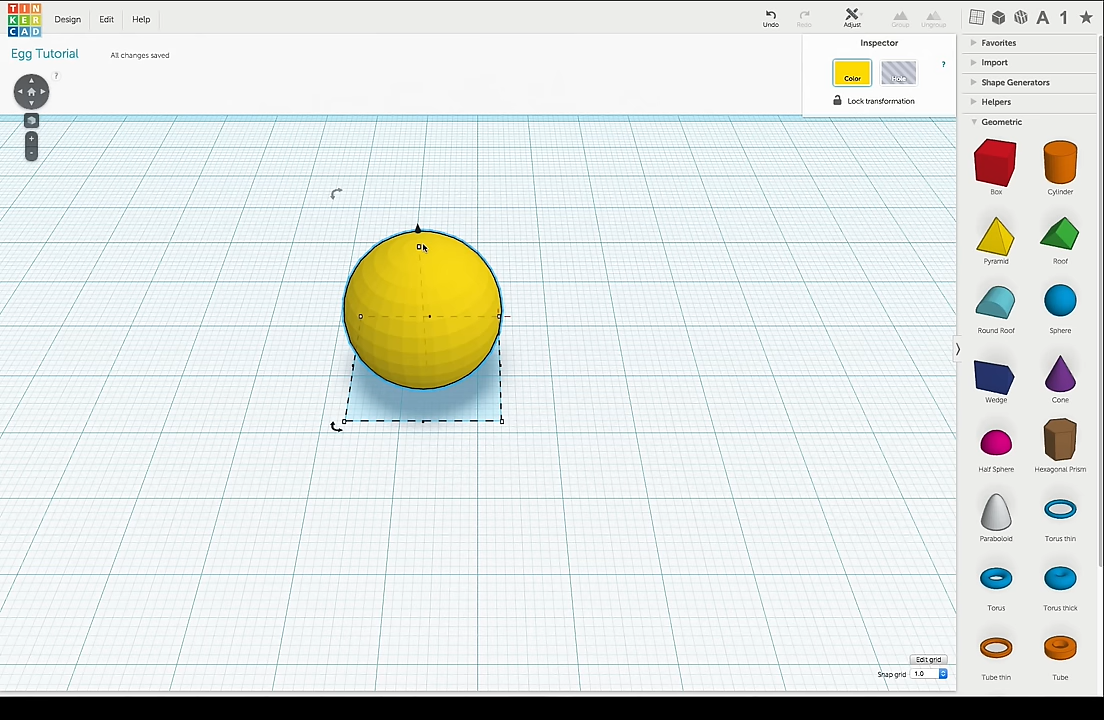 TIN
KER
CAD
Design
Edit
Help
Undo
Redo
Adjust
Group
Ungroup
A
1
Egg Tutorial
All changes saved
?
Inspector
Color
Hole
?
Lock transformation
+
-
Favorites
Import
Shape Generators
Helpers
Geometric
Box
Cylinder
Pyramid
Roof
Round Roof
Sphere
Wedge
Cone
Half Sphere
Hexagonal Prism
Paraboloid
Torus thin
Torus
Torus thick
Tube thin
Tube
Edit grid
Snap grid
1.0